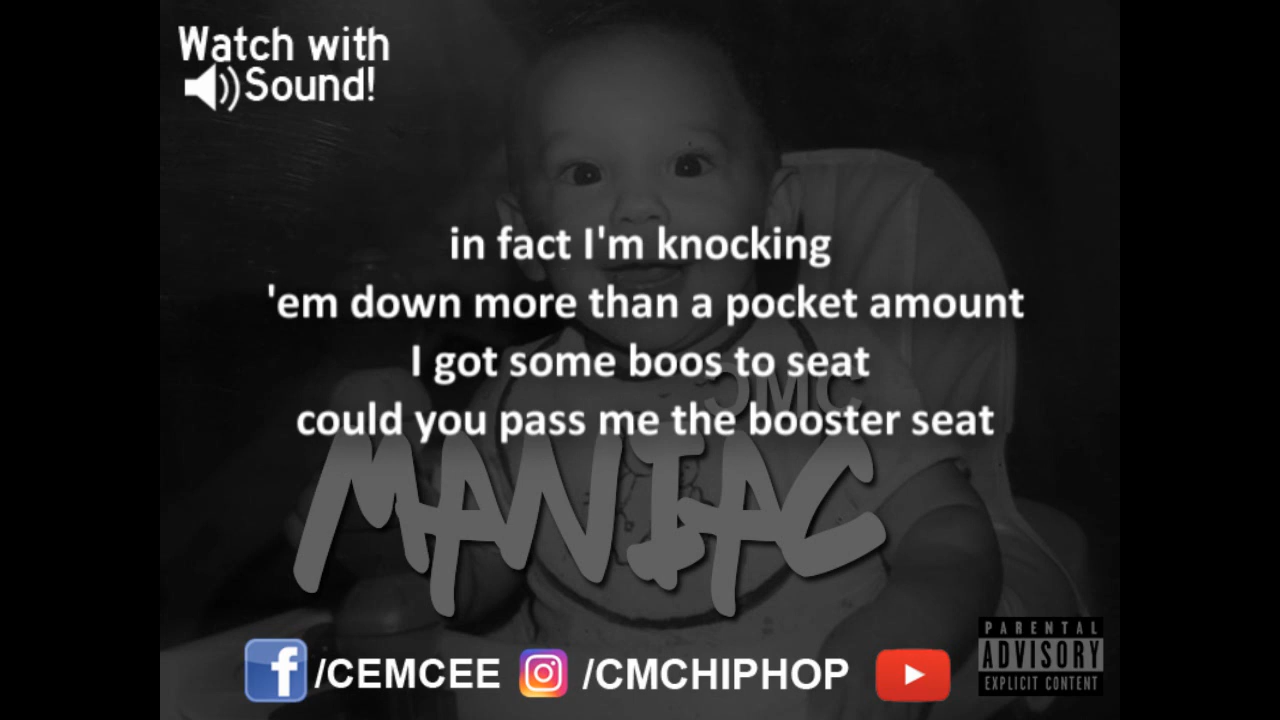 Watch with
Sound!
in fact I'm knocking
'em down more than a pocket amount
I got some boos to seat
could you pass me the booster seat
CMC
MANIAC
/CEMCEE
/CMCHIPHOP
PARENTAL
ADVISORY
EXPLICIT CONTENT